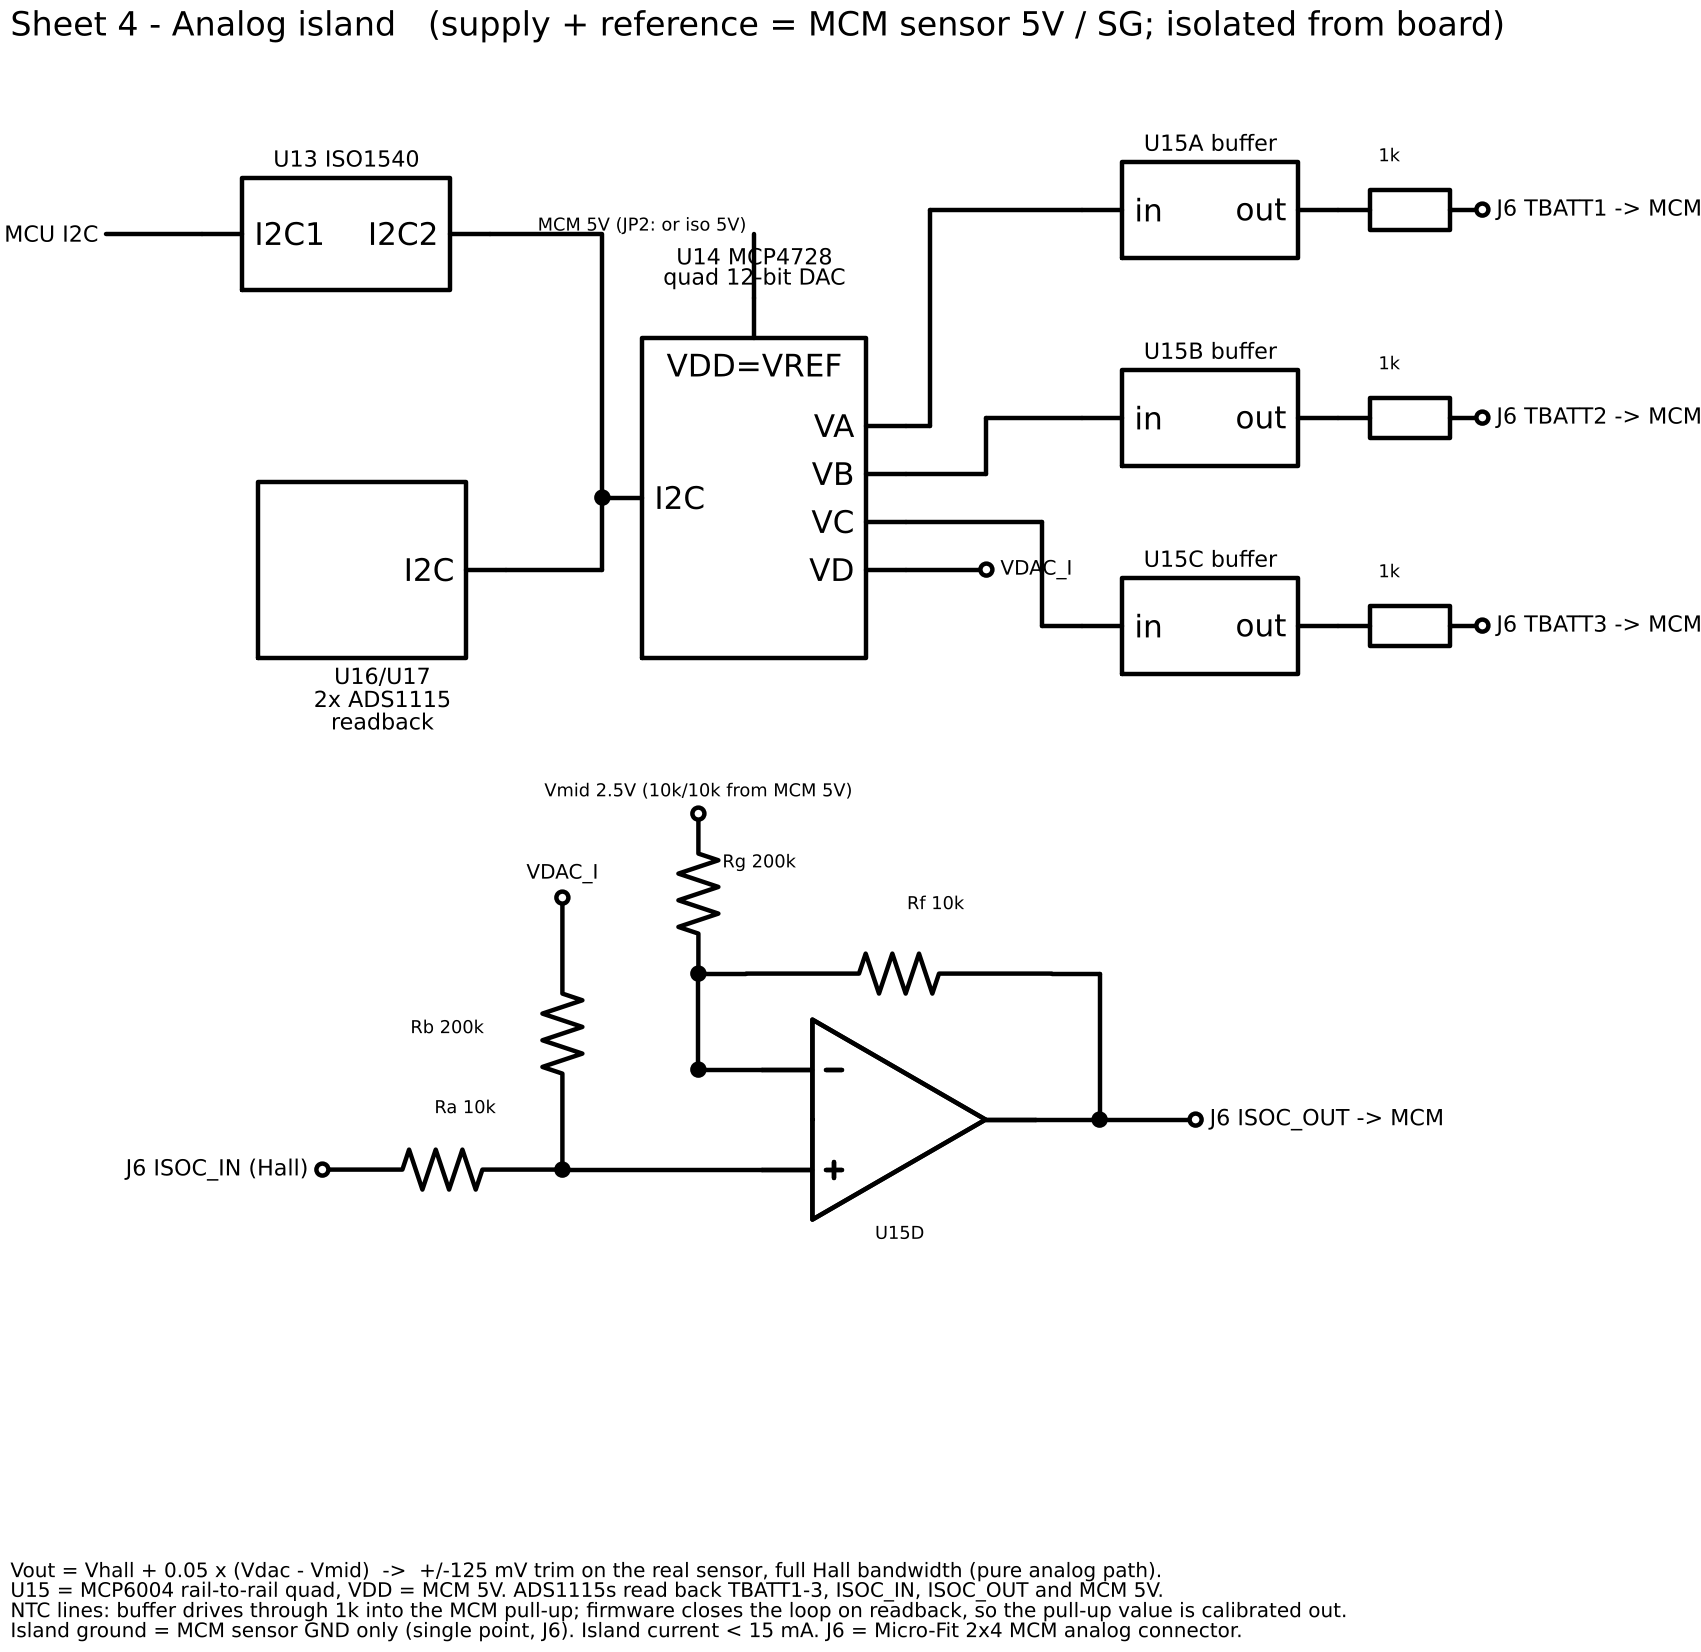 Sheet 4 - Analog island (supply + reference = MCM sensor 5V / SG; isolated from board)
U13 ISO1540
MCU I2C
I2C1 I2C2
MCM 5V (JP2: or iso 5V)
U14 MCP4728
quad 12-bit DAC
VDD=VREF
VA
VB
VC
VD
I2C
VDAC_I
U15A buffer
in out
1k
J6 TBATT1 -> MCM
U15B buffer
in out
1k
J6 TBATT2 -> MCM
U15C buffer
in out
1k
J6 TBATT3 -> MCM
I2C
U16/U17
2x ADS1115
readback
Vmid 2.5V (10k/10k from MCM 5V)
Rg 200k
VDAC_I
Rf 10k
Rb 200k
Ra 10k
J6 ISOC_IN (Hall)
J6 ISOC_OUT -> MCM
U15D
Vout = Vhall + 0.05 x (Vdac - Vmid) -> +/-125 mV trim on the real sensor, full Hall bandwidth (pure analog path).
U15 = MCP6004 rail-to-rail quad, VDD = MCM 5V. ADS1115s read back TBATT1-3, ISOC_IN, ISOC_OUT and MCM 5V.
NTC lines: buffer drives through 1k into the MCM pull-up; firmware closes the loop on readback, so the pull-up value is calibrated out.
Island ground = MCM sensor GND only (single point, J6). Island current < 15 mA. J6 = Micro-Fit 2x4 MCM analog connector.